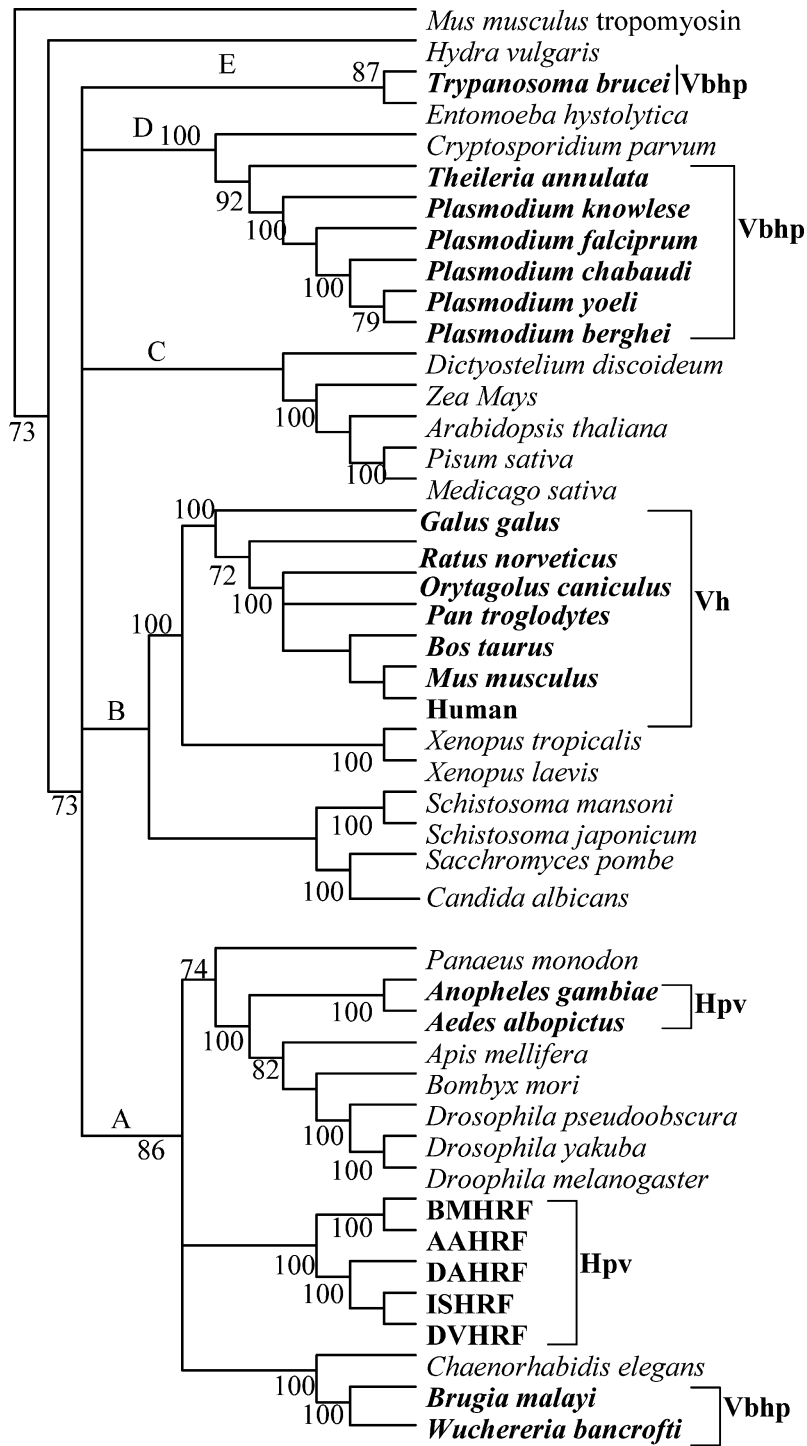 Mus musculus tropomyosin
Hydra vulgaris
E
87
Trypanosoma brucei Vbhp
Entomoeba hystolytica
D 100
Cryptosporidium parvum
Theileria annulata
92
Plasmodium knowlese
100
Vbhp
Plasmodium falciprum
Plasmodium chabaudi
100
Plasmodium yoeli
79
Plasmodium berghei
C
Dictyostelium discoideum
Zea Mays
100
Arabidopsis thaliana
73
Pisum sativa
100
Medicago sativa
100
Galus galus
Ratus norveticus
72
Orytagolus caniculus
100
Vh
Pan troglodytes
100
Bos taurus
Mus musculus
B
Human
Xenopus tropicalis
100
Xenopus laevis
73
Schistosoma mansoni
100
Schistosoma japonicum
Sacchromyces pombe
100
Candida albicans
Panaeus monodon
74
Anopheles gambiae
100
Hpv
Aedes albopictus
100
Apis mellifera
82
Bombyx mori
A
Drosophila pseudoobscura
100
86
Drosophila yakuba
100
Droophila melanogaster
BMHRF
100
AAHRF
100
Hpv
DAHRF
100
ISHRF
DVHRF
Chaenorhabidis elegans
100
Brugia malayi
Vbhp
100
Wuchereria bancrofti